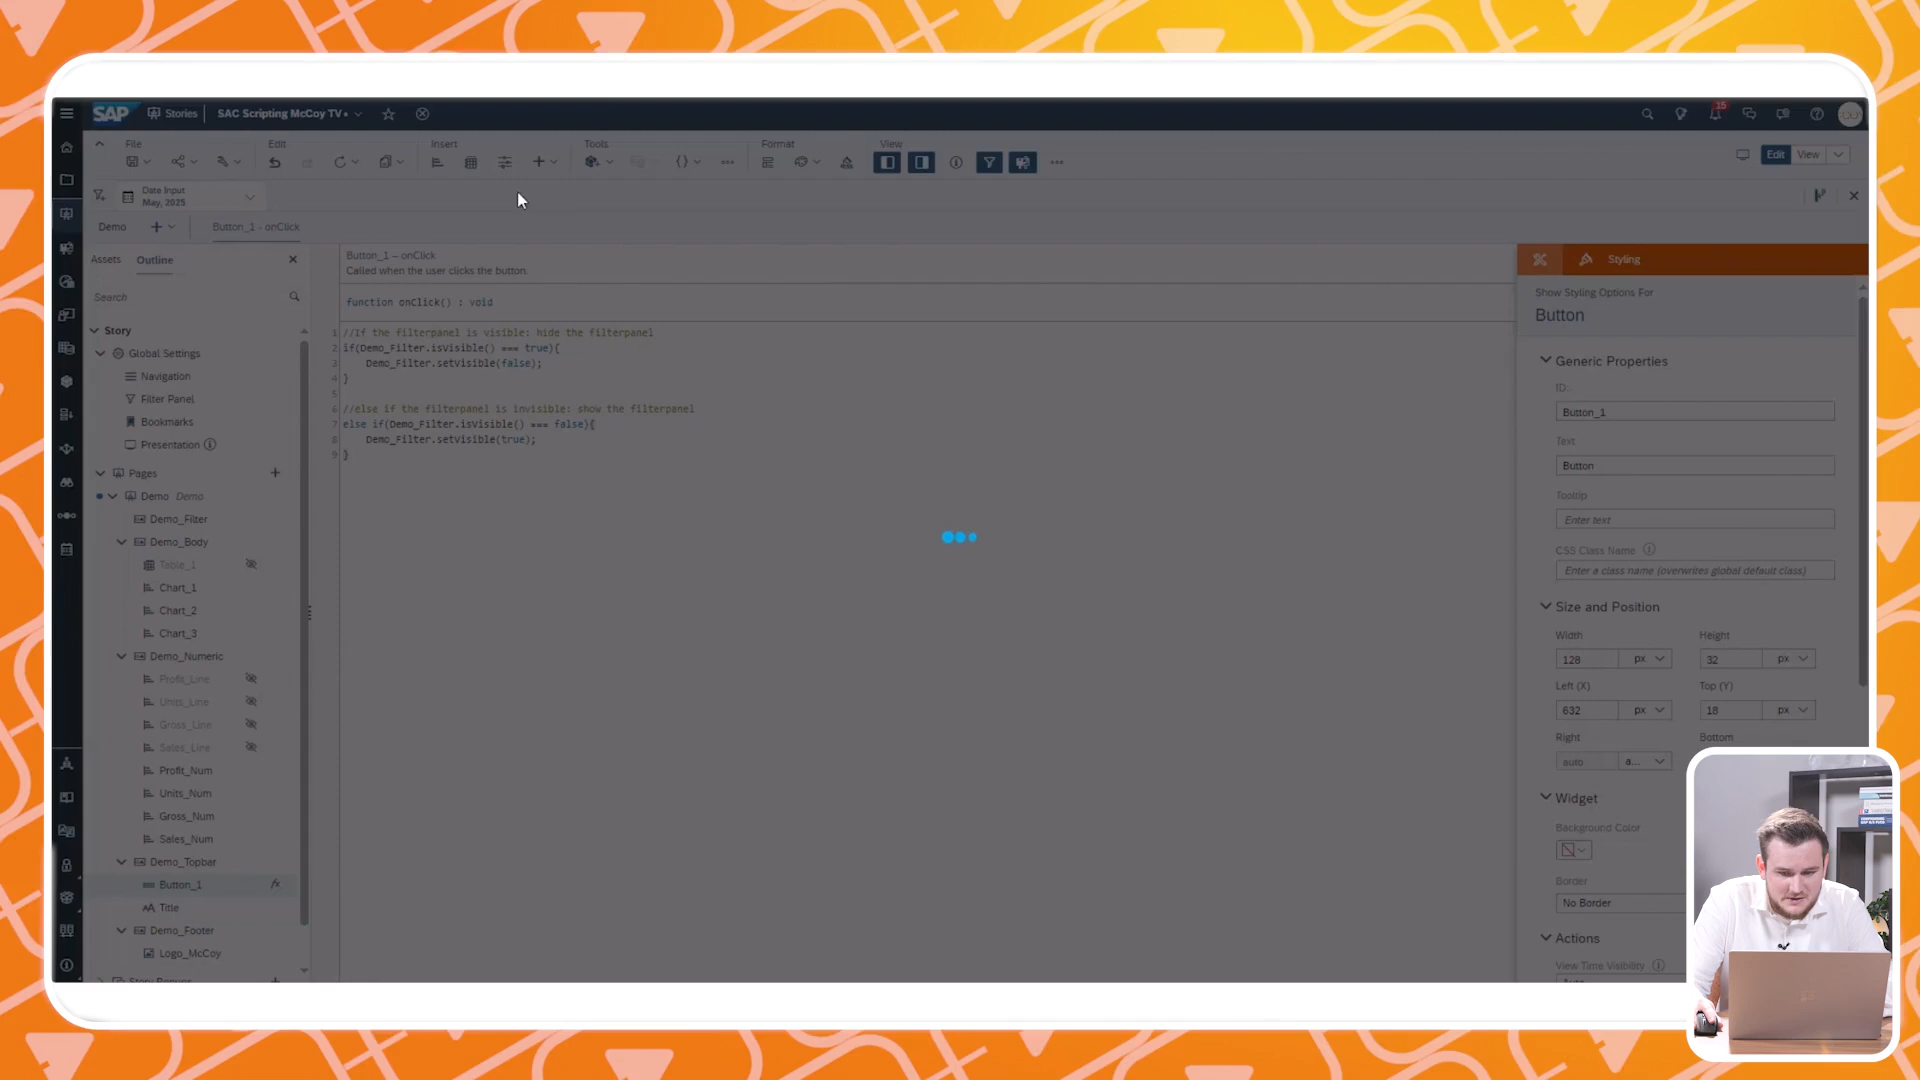 SAP Stories SAC Scripting McCoy TV•
15
File Edit Insert Tools Format View
Edit View
Date Input
May, 2025
Demo Button_1 - onClick
Assets Outline
Search
Story
Global Settings
Navigation
Filter Panel
Bookmarks
Presentation
Pages
Demo Demo
Demo_Filter
Demo_Body
Table_1
Chart_1
Chart_2
Chart_3
Demo_Numeric
Profit_Line
Units_Line
Gross_Line
Sales_Line
Profit_Num
Units_Num
Gross_Num
Sales_Num
Demo_Topbar
Button_1 fx
Title
Demo_Footer
Logo_McCoy
Button_1 – onClick
Called when the user clicks the button.
function onClick() : void
1 //If the filterpanel is visible: hide the filterpanel
2 if(Demo_Filter.isVisible() === true){
3 Demo_Filter.setVisible(false);
4 }
5
6 //else if the filterpanel is invisible: show the filterpanel
7 else if(Demo_Filter.isVisible() === false){
8 Demo_Filter.setVisible(true);
9 }
Styling
Show Styling Options For
Button
Generic Properties
ID:
Button_1
Text
Button
Tooltip
Enter text
CSS Class Name
Enter a class name (overwrites global default class)
Size and Position
Width Height
128 px 32 px
Left (X) Top (Y)
632 px 18 px
Right Bottom
auto a...
Widget
Background Color
Border
No Border
Actions
View Time Visibility